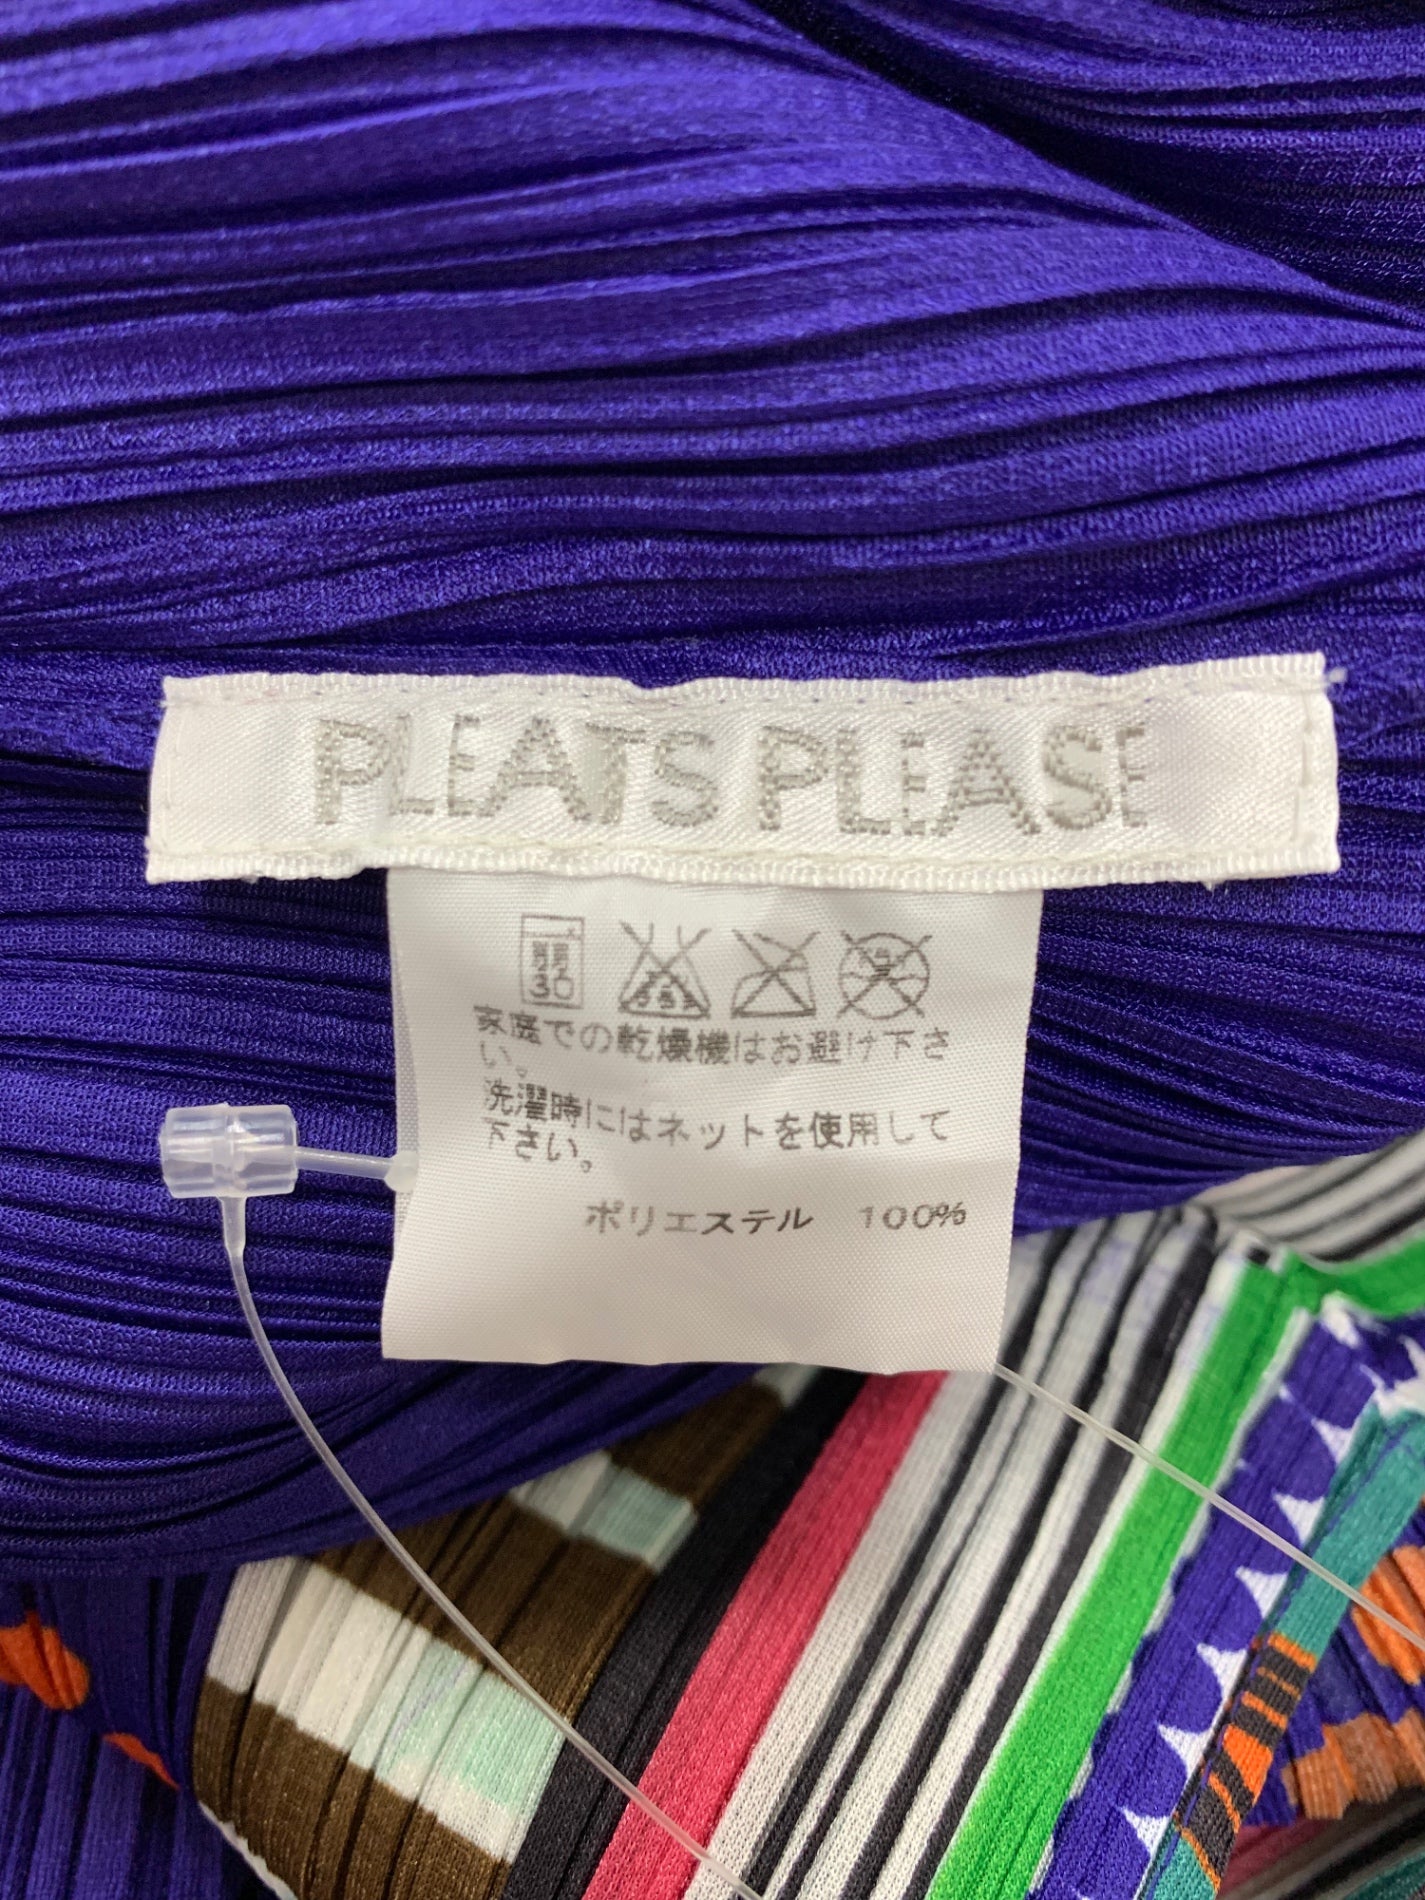 PLEATS PLEASE
30
家庭での乾燥機はお避け下さ
い。
洗濯時にはネットを使用して
下さい。
ポリエステル 100%